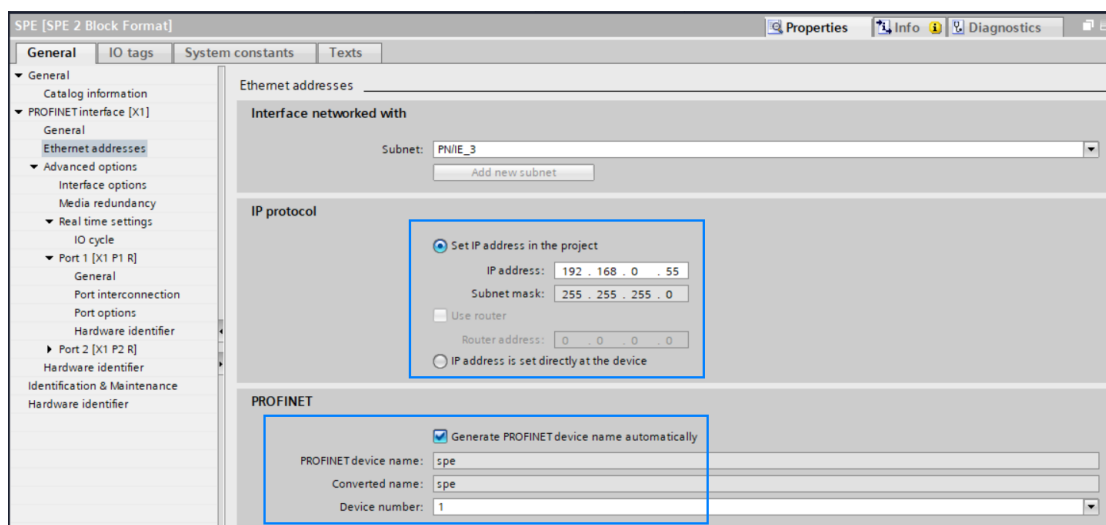 SPE [SPE 2 Block Format]
Properties
Info
Diagnostics
General
IO tags
System constants
Texts
General
Catalog information
PROFINET interface [X1]
General
Ethernet addresses
Advanced options
Interface options
Media redundancy
Real time settings
IO cycle
Port 1 [X1 P1 R]
General
Port interconnection
Port options
Hardware identifier
Port 2 [X1 P2 R]
Hardware identifier
Identification & Maintenance
Hardware identifier
Ethernet addresses
Interface networked with
Subnet: PN/IE_3
Add new subnet
IP protocol
Set IP address in the project
IP address: 192 . 168 . 0 . 55
Subnet mask: 255 . 255 . 255 . 0
Use router
Router address: 0 . 0 . 0 . 0
IP address is set directly at the device
PROFINET
Generate PROFINET device name automatically
PROFINET device name: spe
Converted name: spe
Device number: 1